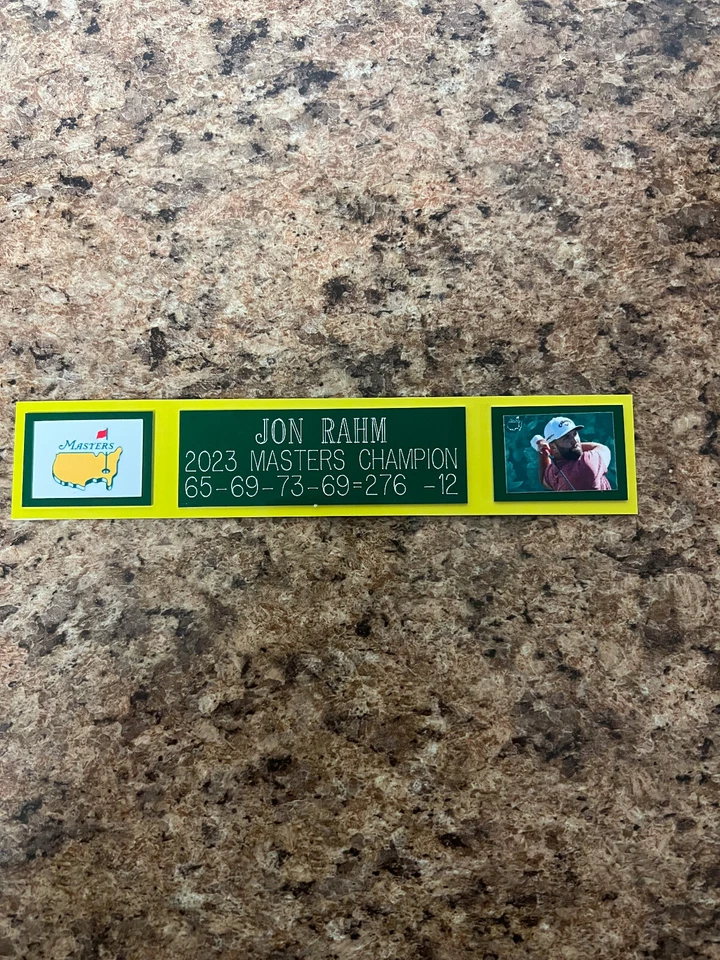 Masters
JON RAHM
2023 MASTERS CHAMPION
65-69-73-69=276 -12